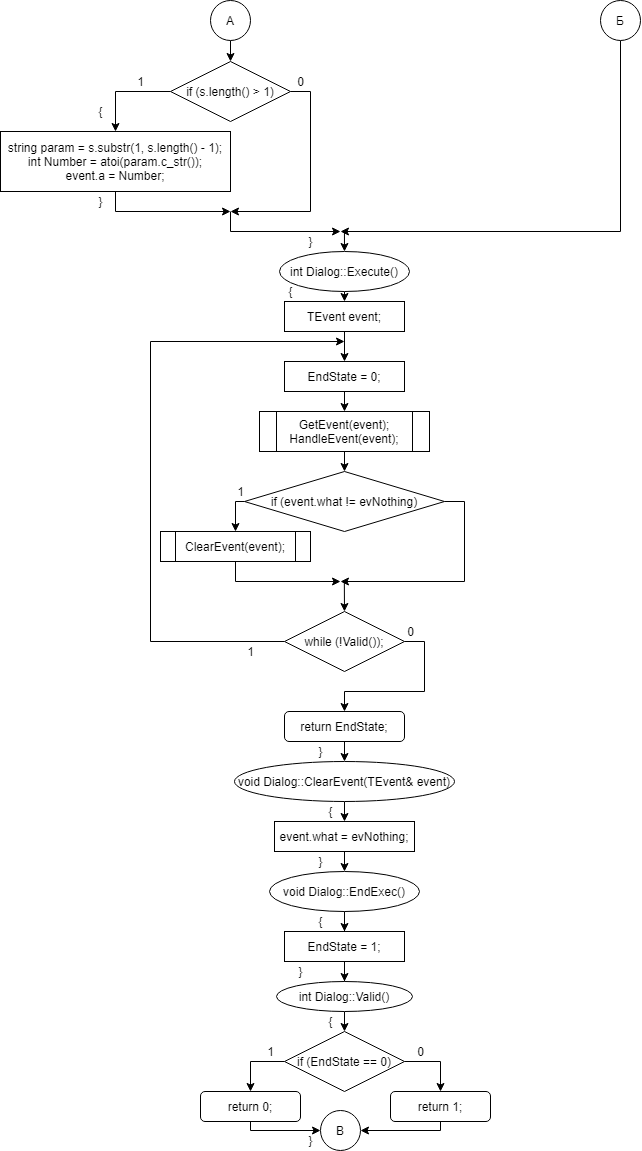 А
Б
if (s.length() > 1)
1
0
{
string param = s.substr(1, s.length() - 1);
int Number = atoi(param.c_str());
event.a = Number;
}
}
int Dialog::Execute()
{
TEvent event;
EndState = 0;
GetEvent(event);
HandleEvent(event);
1
if (event.what != evNothing)
ClearEvent(event);
while (!Valid());
0
1
return EndState;
}
void Dialog::ClearEvent(TEvent& event)
{
event.what = evNothing;
}
void Dialog::EndExec()
{
EndState = 1;
}
int Dialog::Valid()
{
1
if (EndState == 0)
0
return 0;
return 1;
В
}